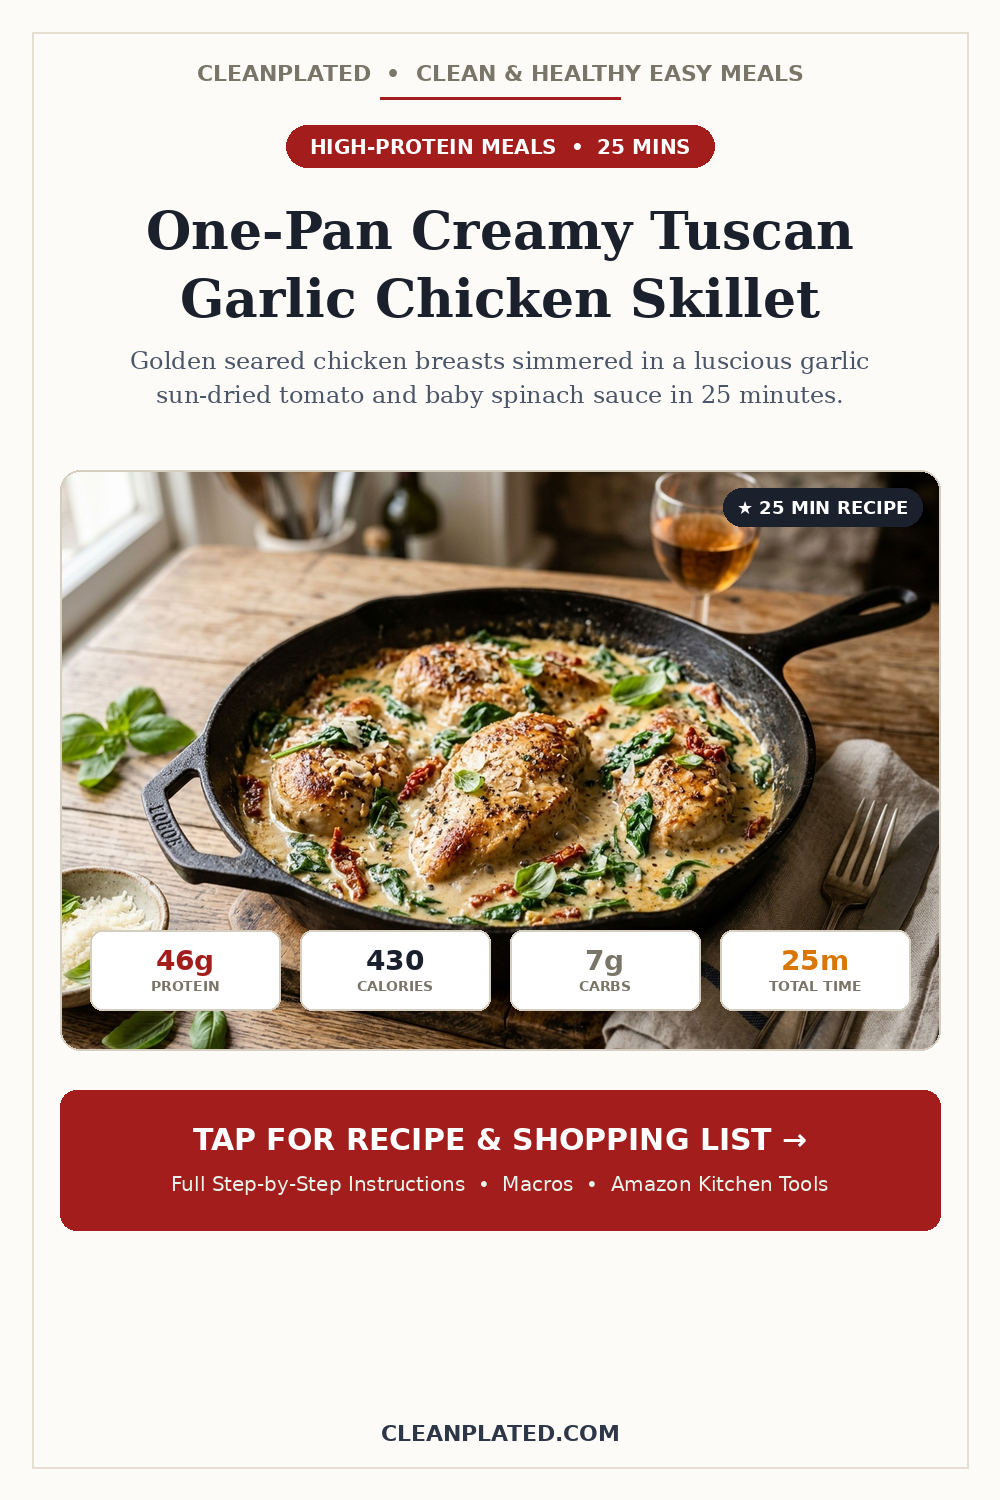 CLEANPLATED • CLEAN & HEALTHY EASY MEALS
HIGH-PROTEIN MEALS • 25 MINS
One-Pan Creamy Tuscan
Garlic Chicken Skillet
Golden seared chicken breasts simmered in a luscious garlic
sun-dried tomato and baby spinach sauce in 25 minutes.
★ 25 MIN RECIPE
46g
PROTEIN
430
CALORIES
7g
CARBS
25m
TOTAL TIME
TAP FOR RECIPE & SHOPPING LIST →
Full Step-by-Step Instructions • Macros • Amazon Kitchen Tools
CLEANPLATED.COM